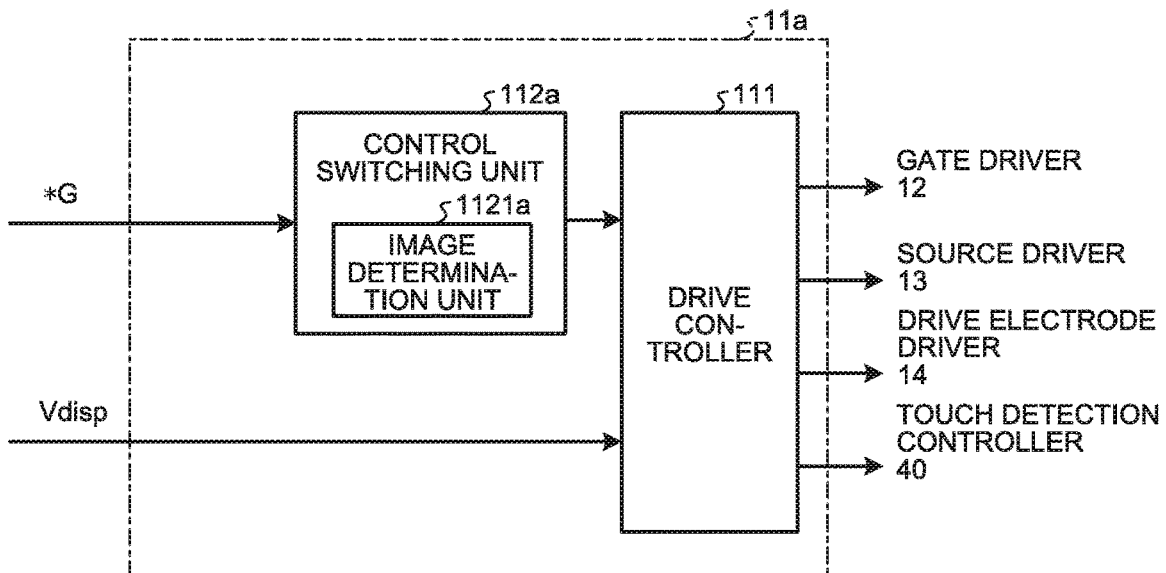 11a
112a
CONTROL
SWITCHING UNIT
1121a
IMAGE
DETERMINA-
TION UNIT
111
DRIVE
CON-
TROLLER
*G
Vdisp
GATE DRIVER
12
SOURCE DRIVER
13
DRIVE ELECTRODE
DRIVER
14
TOUCH DETECTION
CONTROLLER
40